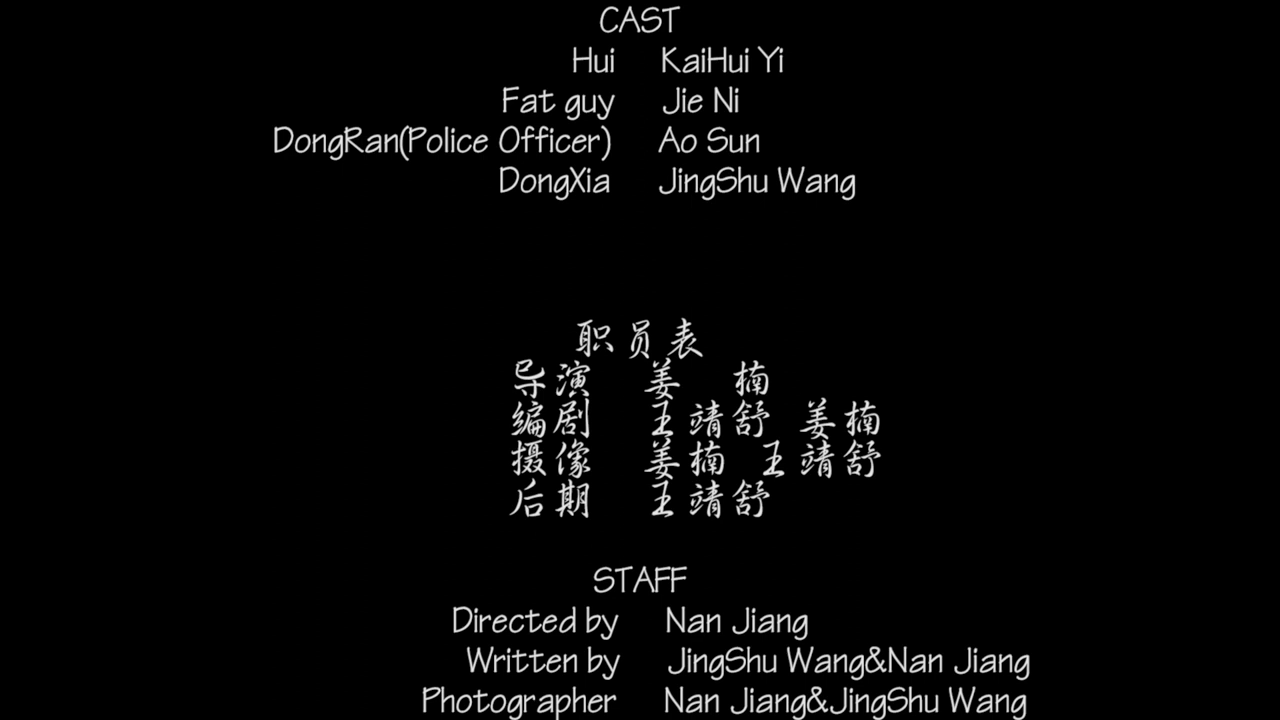 CAST
Hui KaiHui Yi
Fat guy Jie Ni
DongRan(Police Officer) Ao Sun
DongXia JingShu Wang
职员表
导演 姜 楠
编剧 王靖舒 姜楠
摄像 姜楠 王靖舒
后期 王靖舒
STAFF
Directed by Nan Jiang
Written by JingShu Wang&Nan Jiang
Photographer Nan Jiang&JingShu Wang